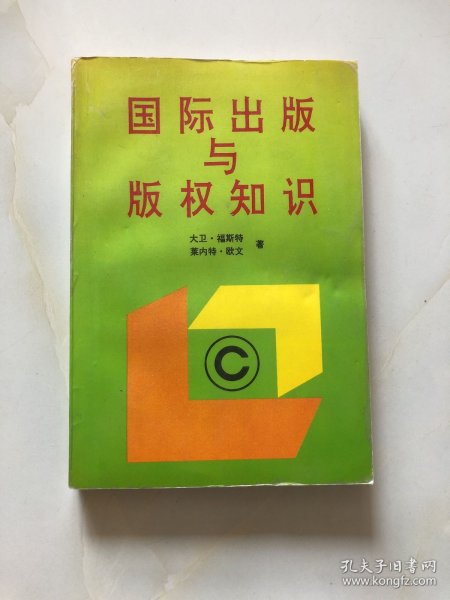 国际出版
与
版权知识
大卫·福斯特
莱内特·欧文 著
©
孔夫子旧书网
www.kongfz.com